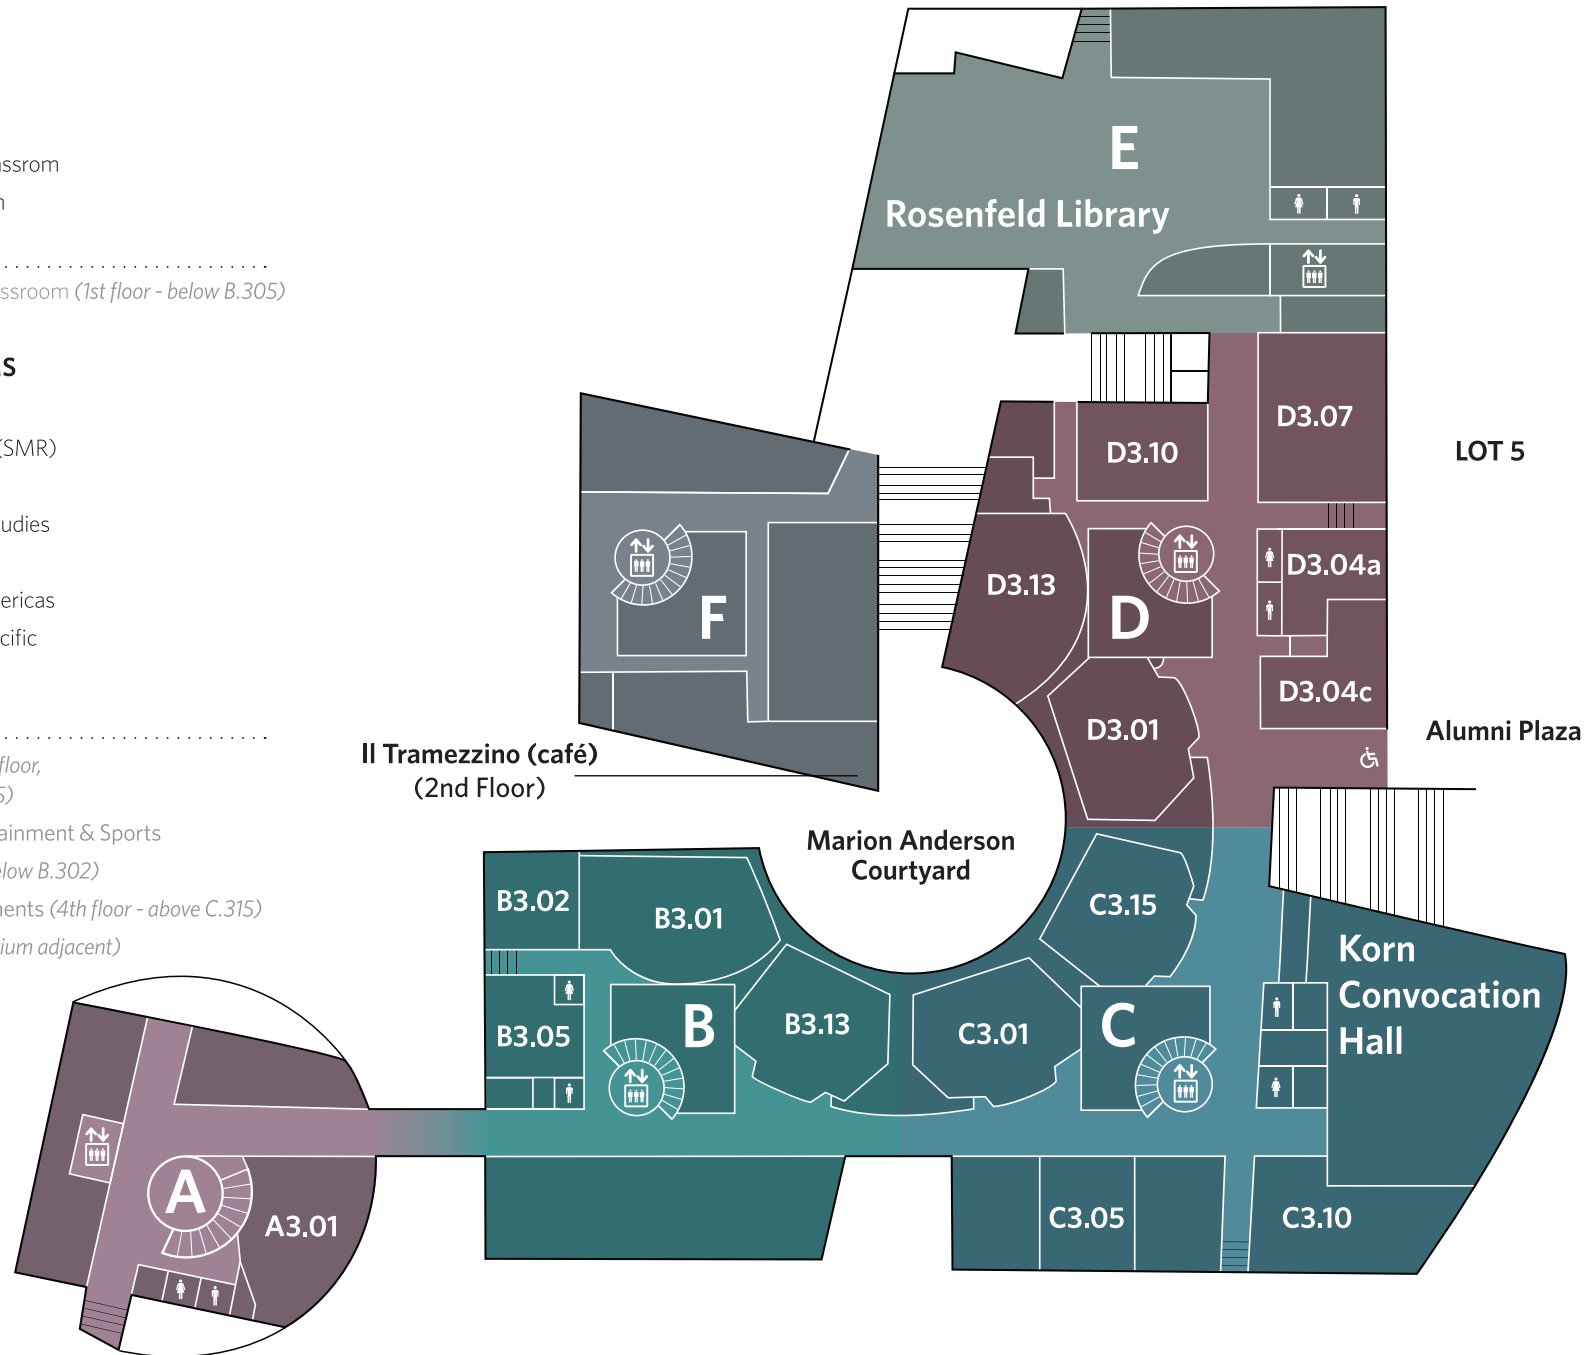 assrom
ssroom (1st floor - below B.305)
S
(SMR)
udies
ericas
cific
floor,
5)
ainment & Sports
elow B.302)
nents (4th floor - above C.315)
ium adjacent)
E
Rosenfeld Library
D3.07
D3.10
LOT 5
D3.04a
D3.13
F
D
D3.04c
D3.01
Alumni Plaza
Il Tramezzino (café)
(2nd Floor)
Marion Anderson
Courtyard
B3.02
B3.01
C3.15
Korn
Convocation
Hall
B3.05
B
B3.13
C3.01
C
A
A3.01
C3.05
C3.10